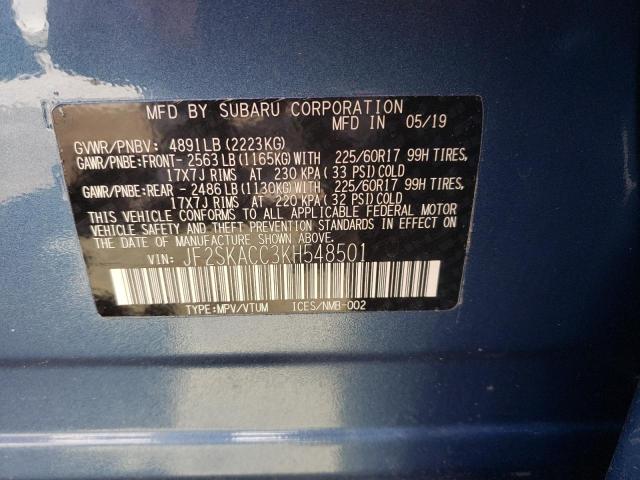 MFD BY SUBARU CORPORATION
MFD IN 05/19
GVWR/PNBV: 4891LB (2223KG)
GAWR/PNBE:FRONT- 2563LB (1165KG)WITH 225/60R17 99H TIRES,
17X7J RIMS AT 230 KPA (33 PSI)COLD
GAWR/PNBE:REAR - 2486LB (1130KG)WITH 225/60R17 99H TIRES,
17X7J RIMS AT 220 KPA (32 PSI)COLD
THIS VEHICLE CONFORMS TO ALL APPLICABLE FEDERAL MOTOR
VEHICLE SAFETY AND THEFT PREVENTION STANDARDS IN EFFECT ON
THE DATE OF MANUFACTURE SHOWN ABOVE.
VIN: JF2SKACC3KH548501
TYPE:MPV/VTUM ICES/NMB-002